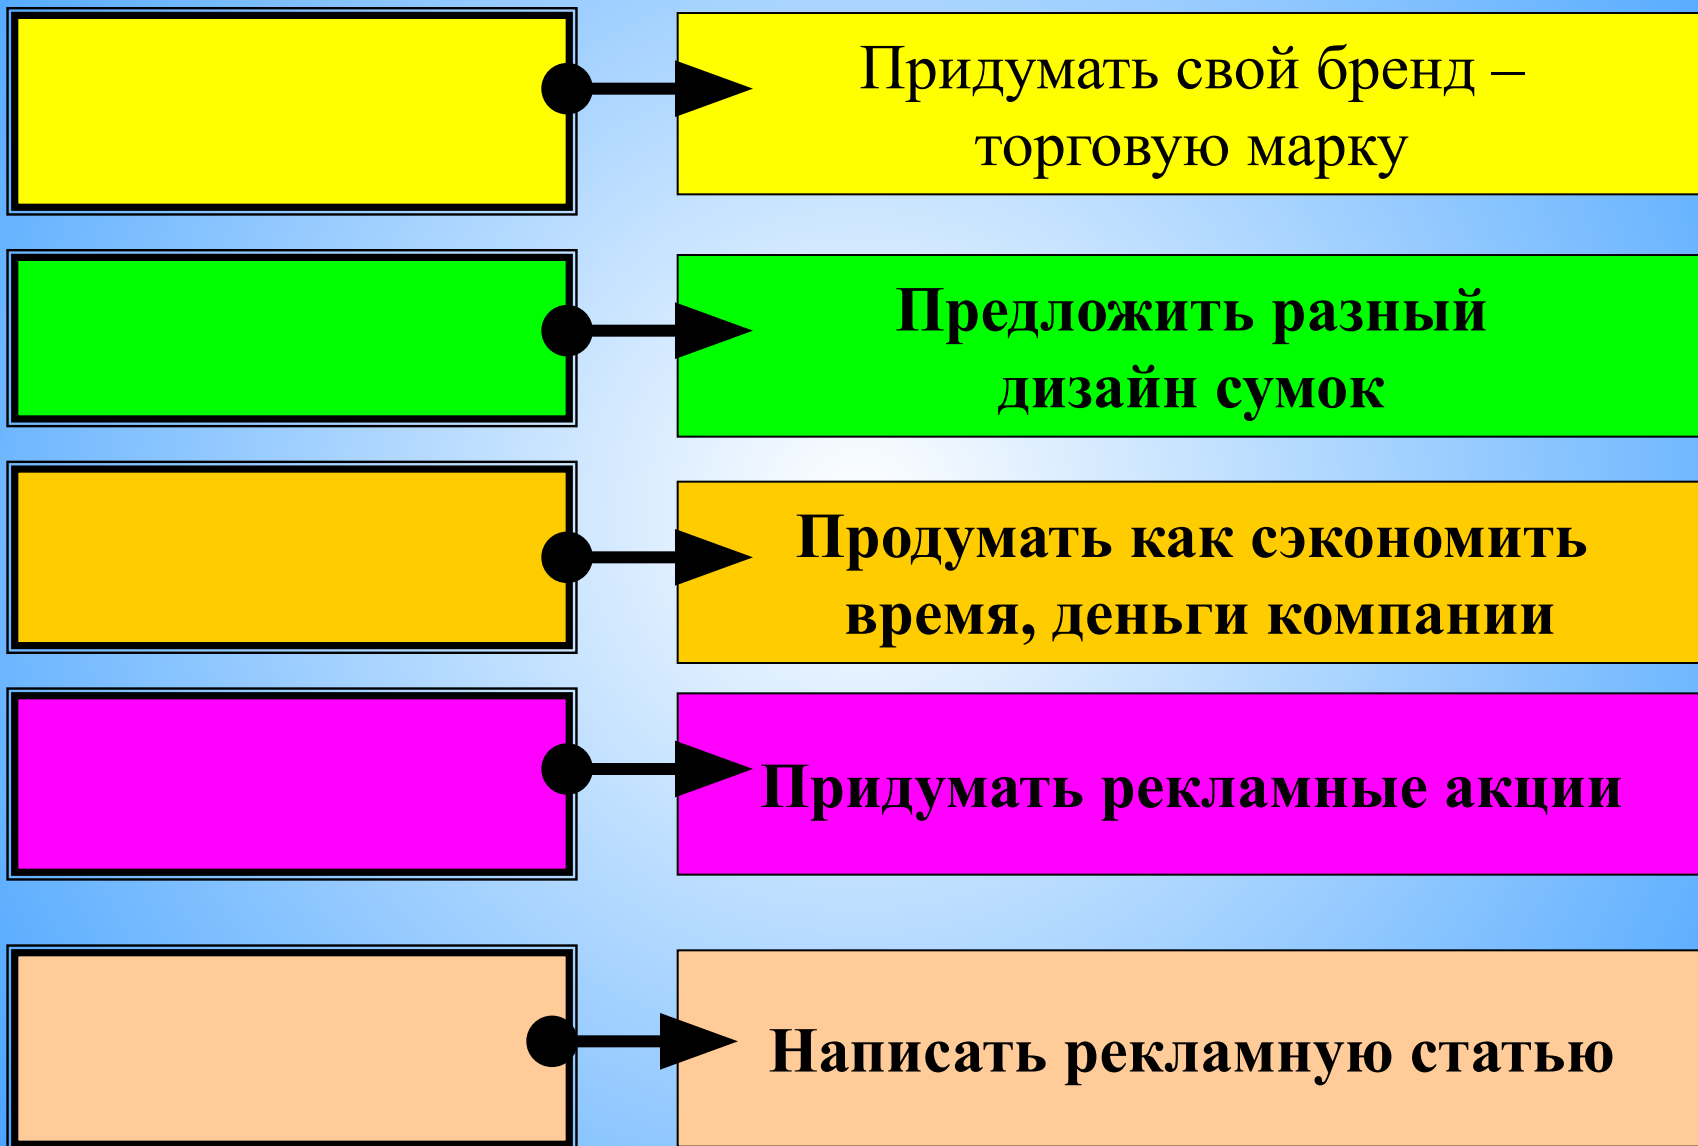 Придумать свой бренд –
торговую марку
Предложить разный
дизайн сумок
Продумать как сэкономить
время, деньги компании
Придумать рекламные акции
Написать рекламную статью